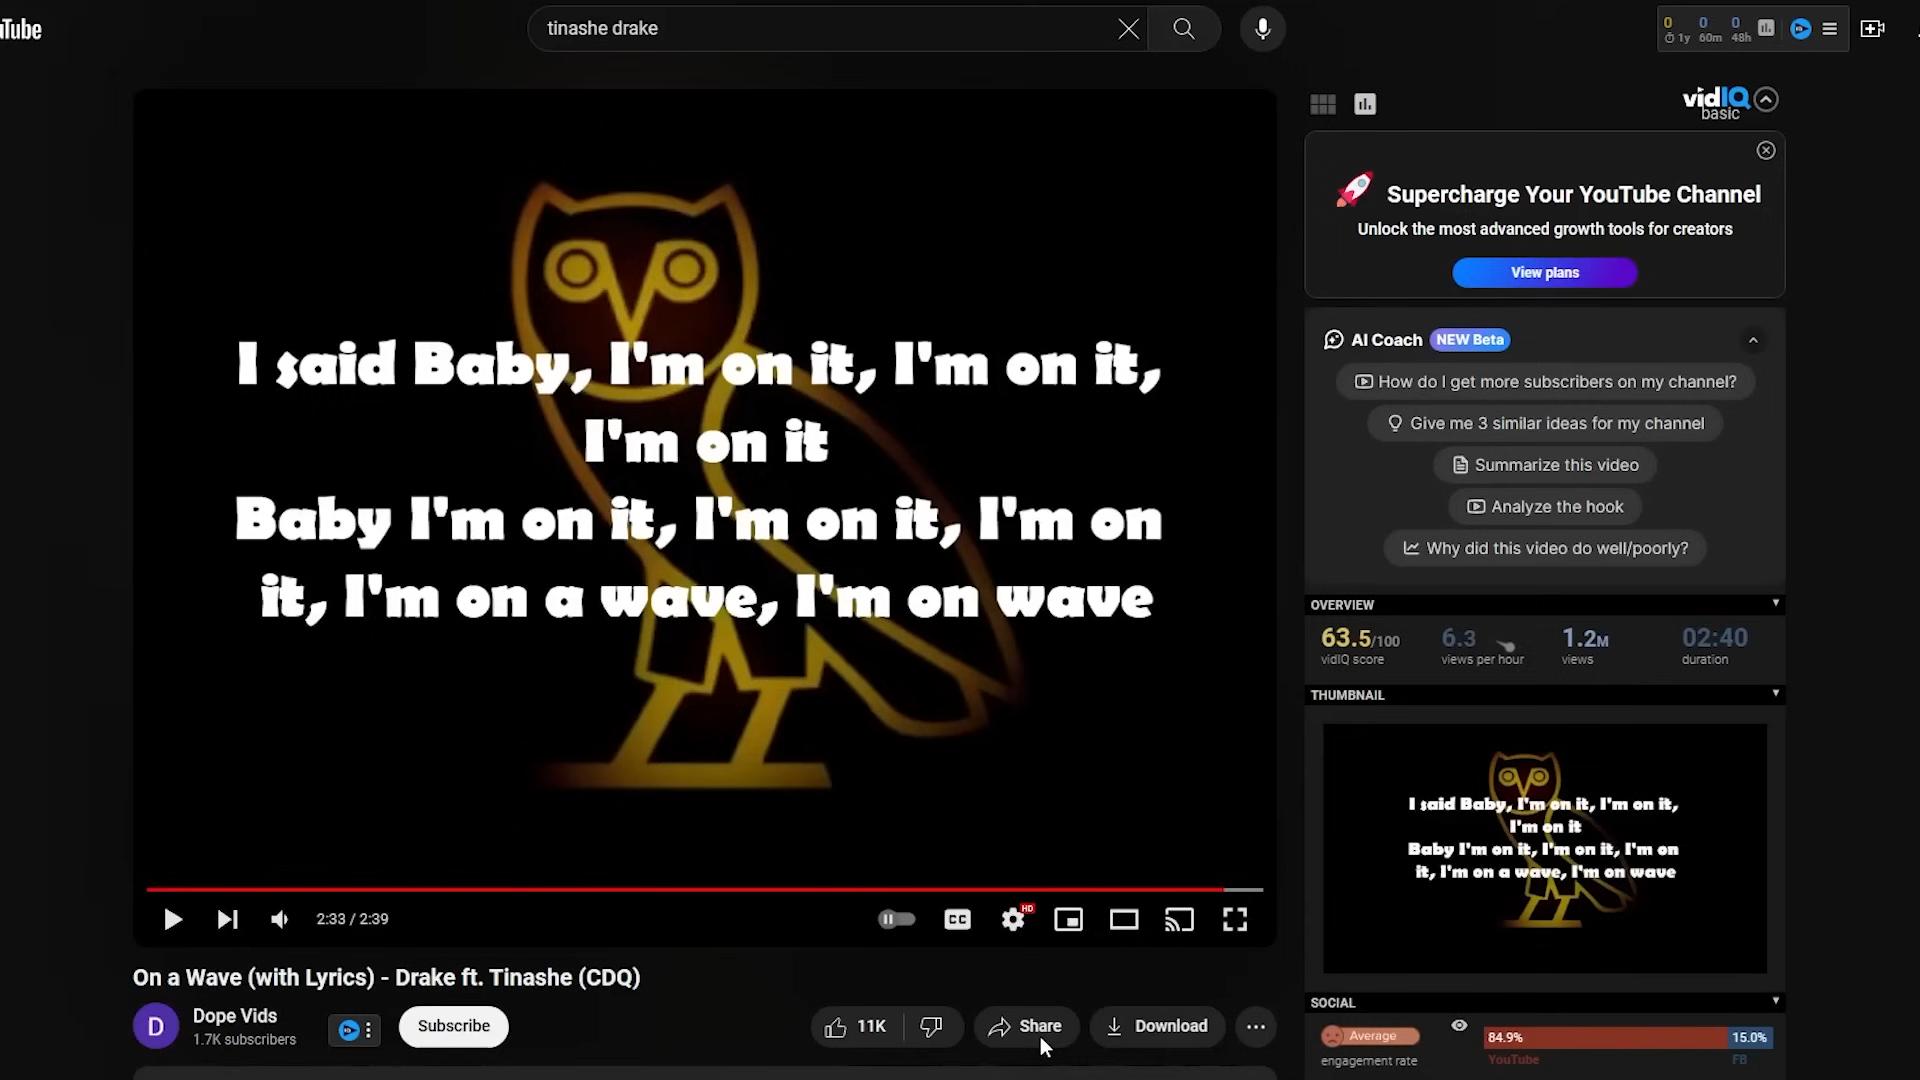 uTube
tinashe drake
0 0 0
1y 60m 48h
vidIQ
basic
Supercharge Your YouTube Channel
Unlock the most advanced growth tools for creators
View plans
I said Baby, I'm on it, I'm on it,
I'm on it
Baby I'm on it, I'm on it, I'm on
it, I'm on a wave, I'm on wave
AI Coach NEW Beta
How do I get more subscribers on my channel?
Give me 3 similar ideas for my channel
Summarize this video
Analyze the hook
Why did this video do well/poorly?
OVERVIEW
63.5/100 6.3 1.2M 02:40
vidIQ score views per hour views duration
THUMBNAIL
I said Baby, I'm on it, I'm on it,
I'm on it
Baby I'm on it, I'm on it, I'm on
it, I'm on a wave, I'm on wave
2:33 / 2:39
CC
HD
On a Wave (with Lyrics) - Drake ft. Tinashe (CDQ)
D
Dope Vids
1.7K subscribers
Subscribe
11K
Share
Download
SOCIAL
Average
engagement rate
84.9% 15.0%
YouTube FB